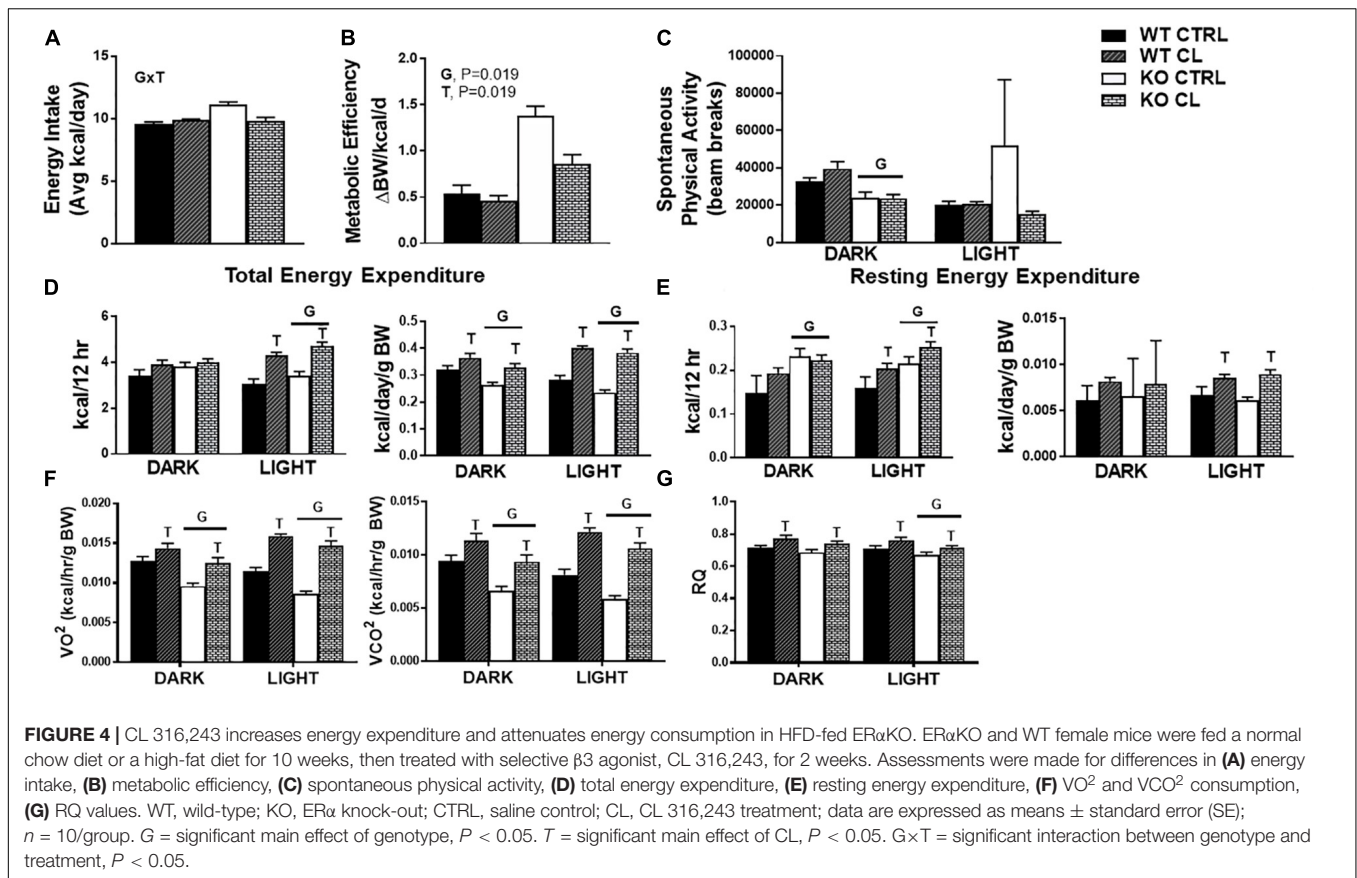 A
Energy Intake
(Avg kcal/day)
15
10
5
0
GxT
B
Metabolic Efficiency
ΔBW/kcal/d
2.0
1.5
1.0
0.5
0.0
G, P=0.019
T, P=0.019
C
Spontaneous
Physical Activity
(beam breaks)
100000
80000
60000
40000
20000
0
G
DARK LIGHT
WT CTRL
WT CL
KO CTRL
KO CL
Total Energy Expenditure
D
kcal/12 hr
6
4
2
0
G
T T
DARK LIGHT
kcal/day/g BW
0.5
0.4
0.3
0.2
0.1
0.0
G G
T T T T
DARK LIGHT
Resting Energy Expenditure
E
kcal/12 hr
0.3
0.2
0.1
0.0
G G
T T
DARK LIGHT
kcal/day/g BW
0.015
0.010
0.005
0.000
T T
DARK LIGHT
F
VO² (kcal/hr/g BW)
0.020
0.015
0.010
0.005
0.000
G G
T T T T
DARK LIGHT
VCO² (kcal/hr/g BW)
0.015
0.010
0.005
0.000
G G
T T T T
DARK LIGHT
G
RQ
1.0
0.8
0.6
0.4
0.2
0.0
G
T T T T
DARK LIGHT
FIGURE 4 | CL 316,243 increases energy expenditure and attenuates energy consumption in HFD-fed ERαKO. ERαKO and WT female mice were fed a normal
chow diet or a high-fat diet for 10 weeks, then treated with selective β3 agonist, CL 316,243, for 2 weeks. Assessments were made for differences in (A) energy
intake, (B) metabolic efficiency, (C) spontaneous physical activity, (D) total energy expenditure, (E) resting energy expenditure, (F) VO² and VCO² consumption,
(G) RQ values. WT, wild-type; KO, ERα knock-out; CTRL, saline control; CL, CL 316,243 treatment; data are expressed as means ± standard error (SE);
n = 10/group. G = significant main effect of genotype, P < 0.05. T = significant main effect of CL, P < 0.05. G×T = significant interaction between genotype and
treatment, P < 0.05.